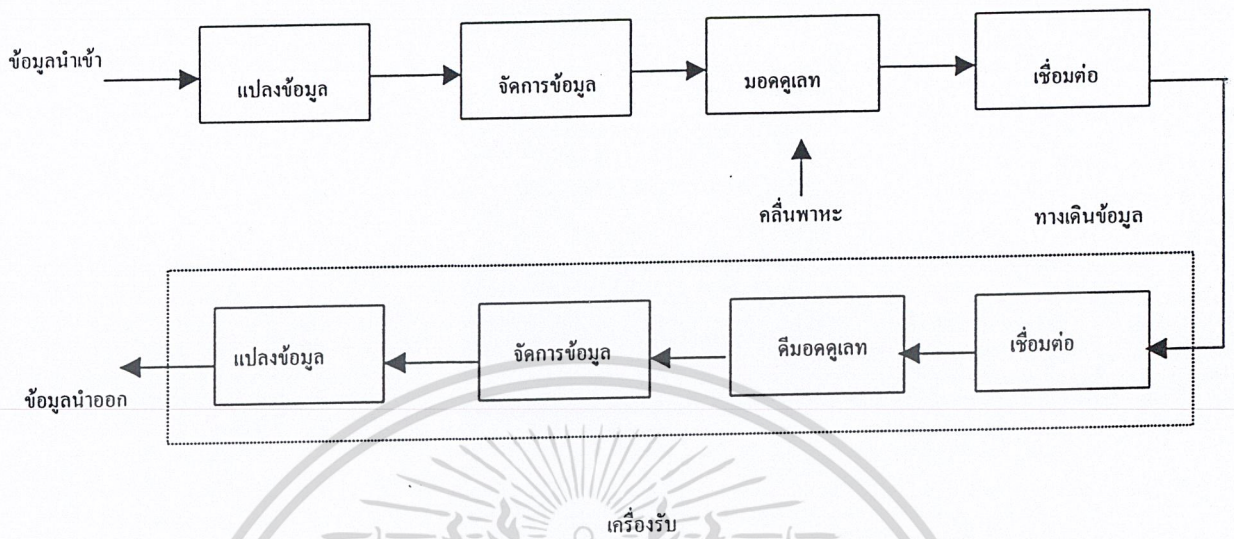 ข้อมูลนำเข้า
แปลงข้อมูล
จัดการข้อมูล
มอดดูเลท
เชื่อมต่อ
คลื่นพาหะ
ทางเดินข้อมูล
แปลงข้อมูล
จัดการข้อมูล
ดีมอดดูเลท
เชื่อมต่อ
ข้อมูลนำออก
เครื่องรับ